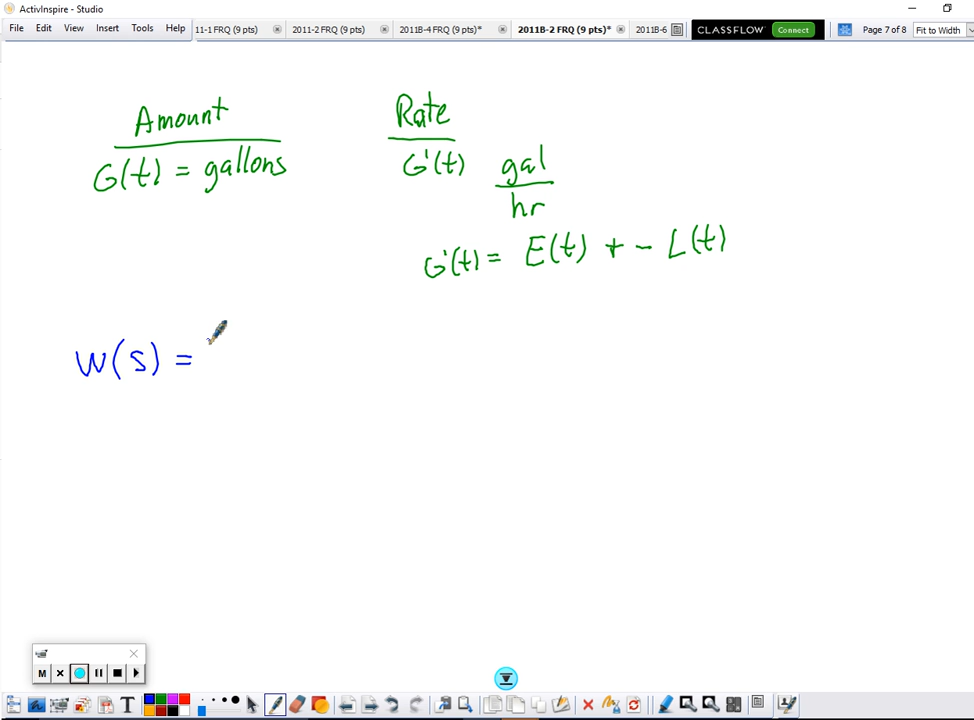 ActivInspire - Studio
File Edit View Insert Tools Help 11-1 FRQ (9 pts) 2011-2 FRQ (9 pts) 2011B-4 FRQ (9 pts)* 2011B-2 FRQ (9 pts)* 2011B-6 CLASSFLOW Connect Page 7 of 8 Fit to Width
Amount Rate
G(t) = gallons G'(t) gal/hr
G'(t) = E(t) + - L(t)
W(s) =
M
T